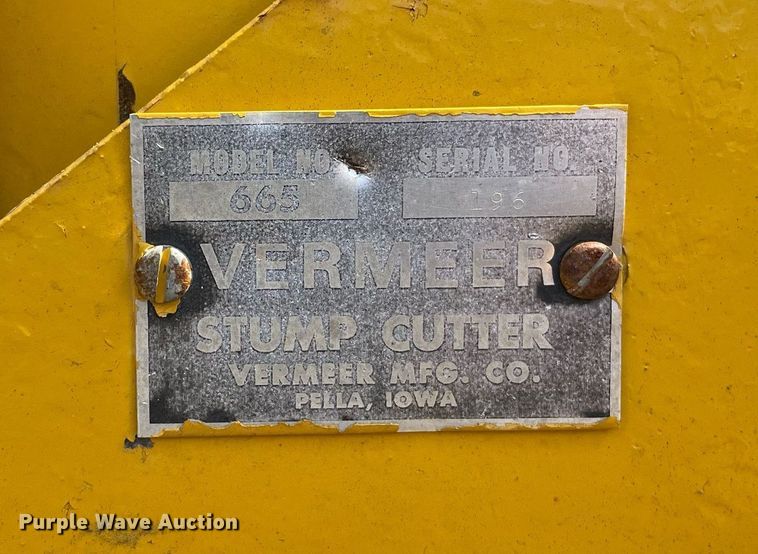 MODEL NO. SERIAL NO.
665 196
VERMEER
STUMP CUTTER
VERMEER MFG. CO.
PELLA, IOWA
Purple Wave Auction